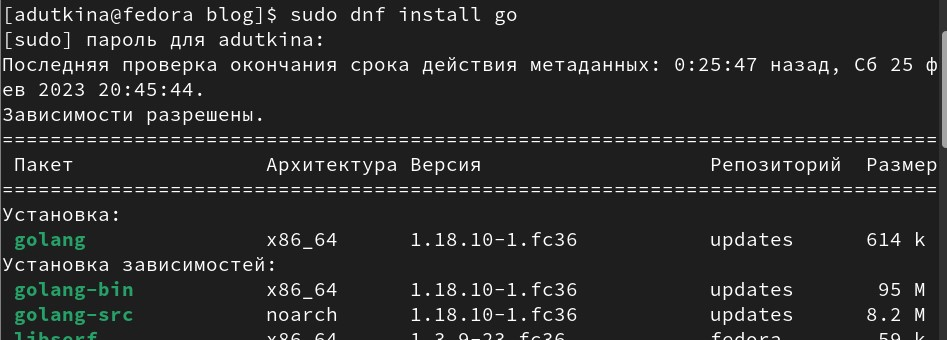 [adutkina@fedora blog]$ sudo dnf install go
[sudo] пароль для adutkina:
Последняя проверка окончания срока действия метаданных: 0:25:47 назад, Сб 25 ф
ев 2023 20:45:44.
Зависимости разрешены.
================================================================================
Пакет Архитектура Версия Репозиторий Размер
================================================================================
Установка:
golang x86_64 1.18.10-1.fc36 updates 614 k
Установка зависимостей:
golang-bin x86_64 1.18.10-1.fc36 updates 95 M
golang-src noarch 1.18.10-1.fc36 updates 8.2 M
libserf x86_64 1.3.9-23.fc36 fedora 59 k